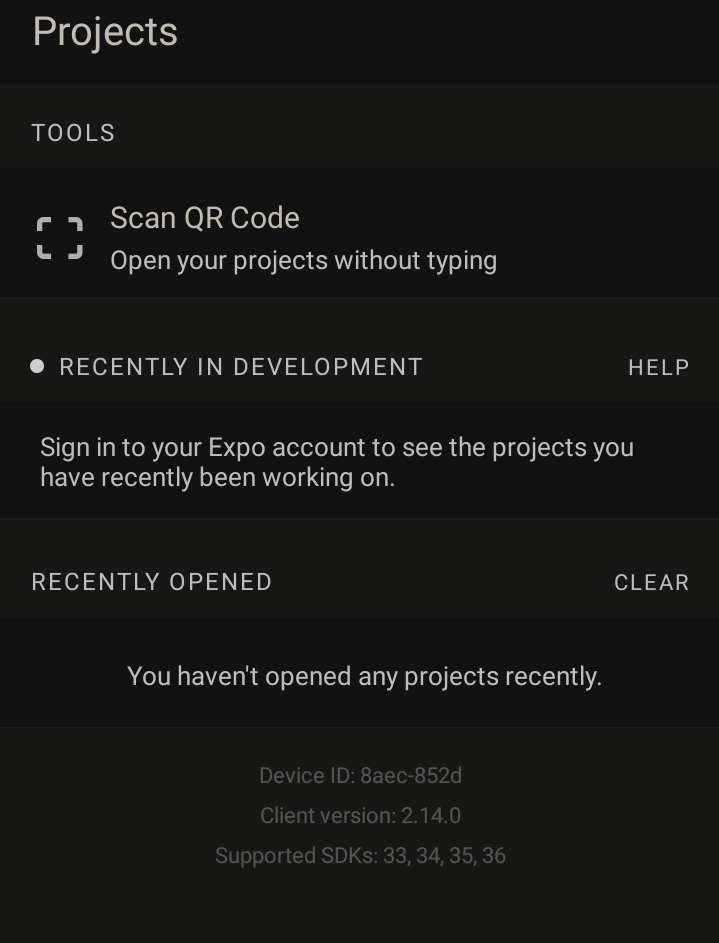 Projects
TOOLS
Scan QR Code
Open your projects without typing
RECENTLY IN DEVELOPMENT
HELP
Sign in to your Expo account to see the projects you
have recently been working on.
RECENTLY OPENED
CLEAR
You haven't opened any projects recently.
Device ID: 8aec-852d
Client version: 2.14.0
Supported SDKs: 33, 34, 35, 36